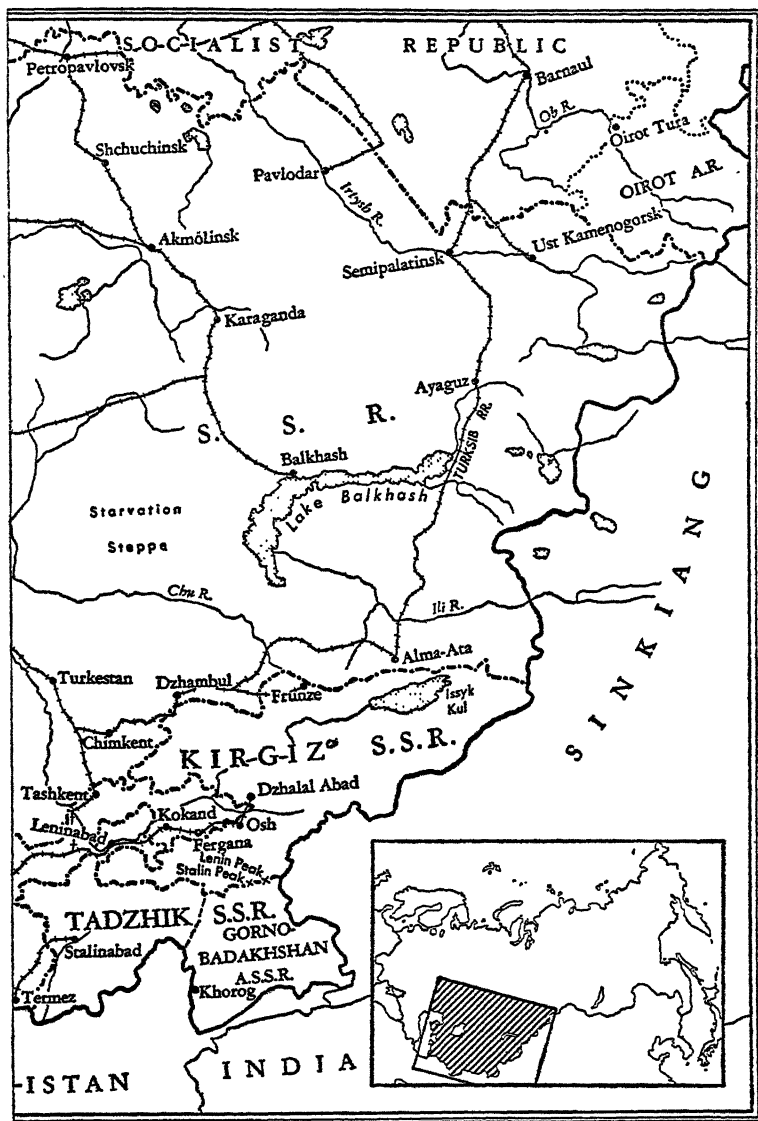 SOCIALIST REPUBLIC
Petropavlovsk
Barnaul
Ob R.
Oirot Tura
Shchuchinsk
Pavlodar
Irtysh R.
OIROT A.R.
Akmolinsk
Ust Kamenogorsk
Semipalatinsk
Karaganda
Ayaguz
S. S. R.
TURKSIB RR.
Balkhash
Lake Balkhash
Starvation
Steppe
SINKIANG
Chu R.
Ili R.
Alma-Ata
Turkestan
Dzhambul
Frunze
Issyk
Kul
Chimkent
KIRGIZ S.S.R.
Tashkent
Dzhalal Abad
Kokand
Leninabad
Osh
Fergana
Lenin Peak
Stalin Peak
TADZHIK S.S.R.
GORNO-
Stalinabad
BADAKHSHAN
A.S.S.R.
Khorog
Termez
-ISTAN
INDIA